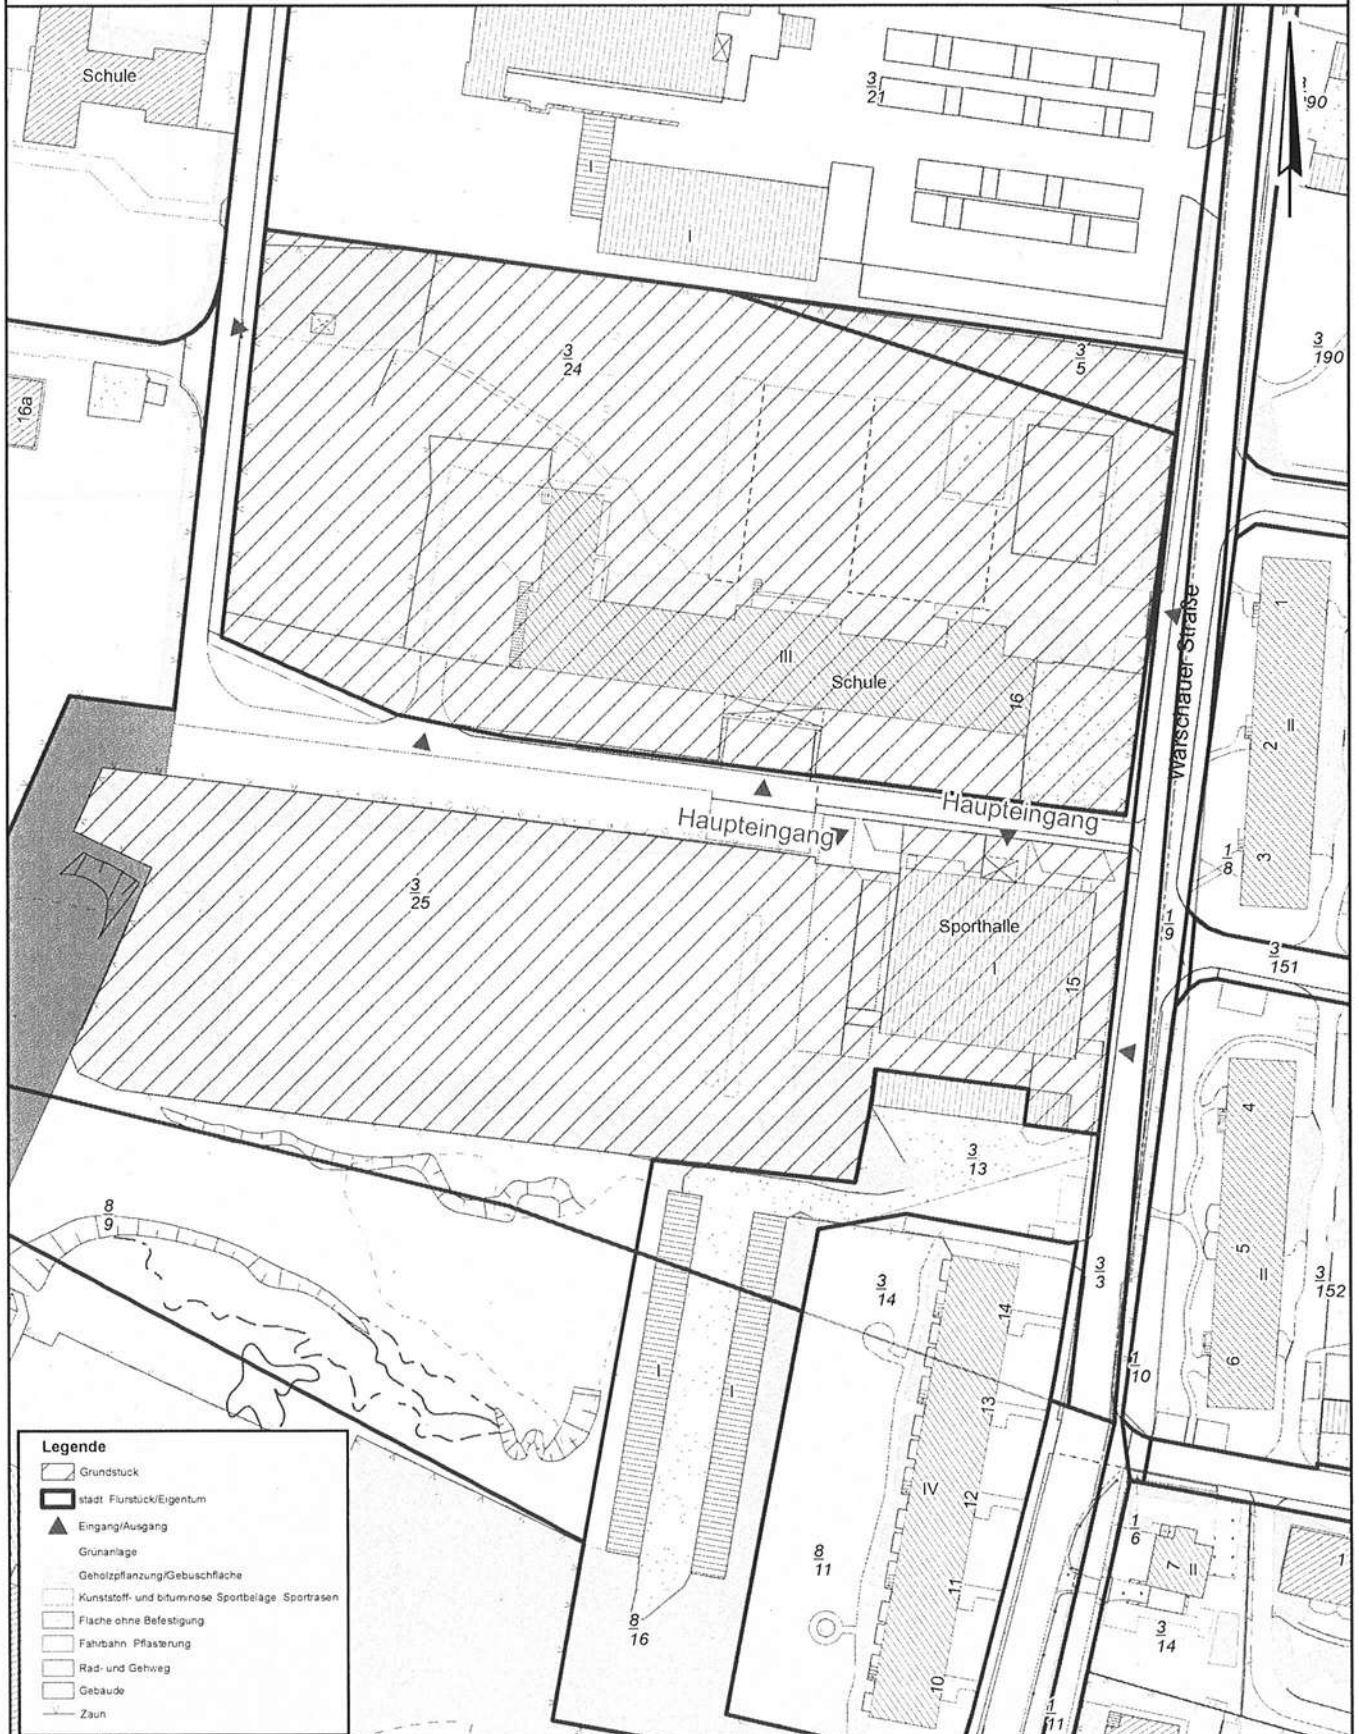 Schule
3
21
3
90
I
I
3
24
3
5
3
190
16a
III
Schule
16
Warschauer Straße
1
2
II
3
1
8
Haupteingang
Haupteingang
3
25
Sporthalle
I
15
1
9
3
151
3
13
4
5
II
6
3
152
8
9
3
14
3
3
14
I
I
1
10
13
IV
12
11
10
8
11
8
16
1
6
7
II
3
14
1
11
1
Legende
Grundstück
städt Flurstück/Eigentum
Eingang/Ausgang
Grünanlage
Geholzpflanzung/Gebuschfläche
Kunststoff- und bituminöse Sportbeläge Sportrasen
Fläche ohne Befestigung
Fahrbahn Pflasterung
Rad- und Gehweg
Gebäude
Zaun